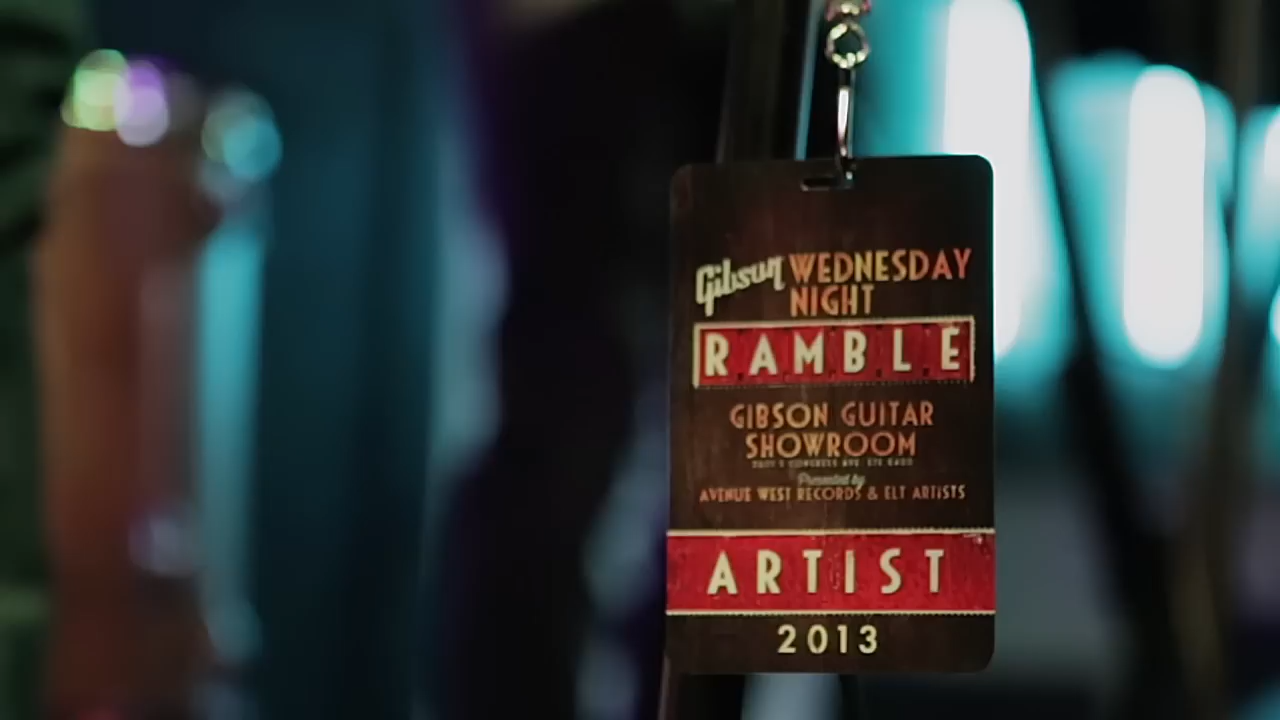 Gibson WEDNESDAY
NIGHT
RAMBLE
GIBSON GUITAR
SHOWROOM
Presented by
AVENUE WEST RECORDS & ELT ARTISTS
ARTIST
2013